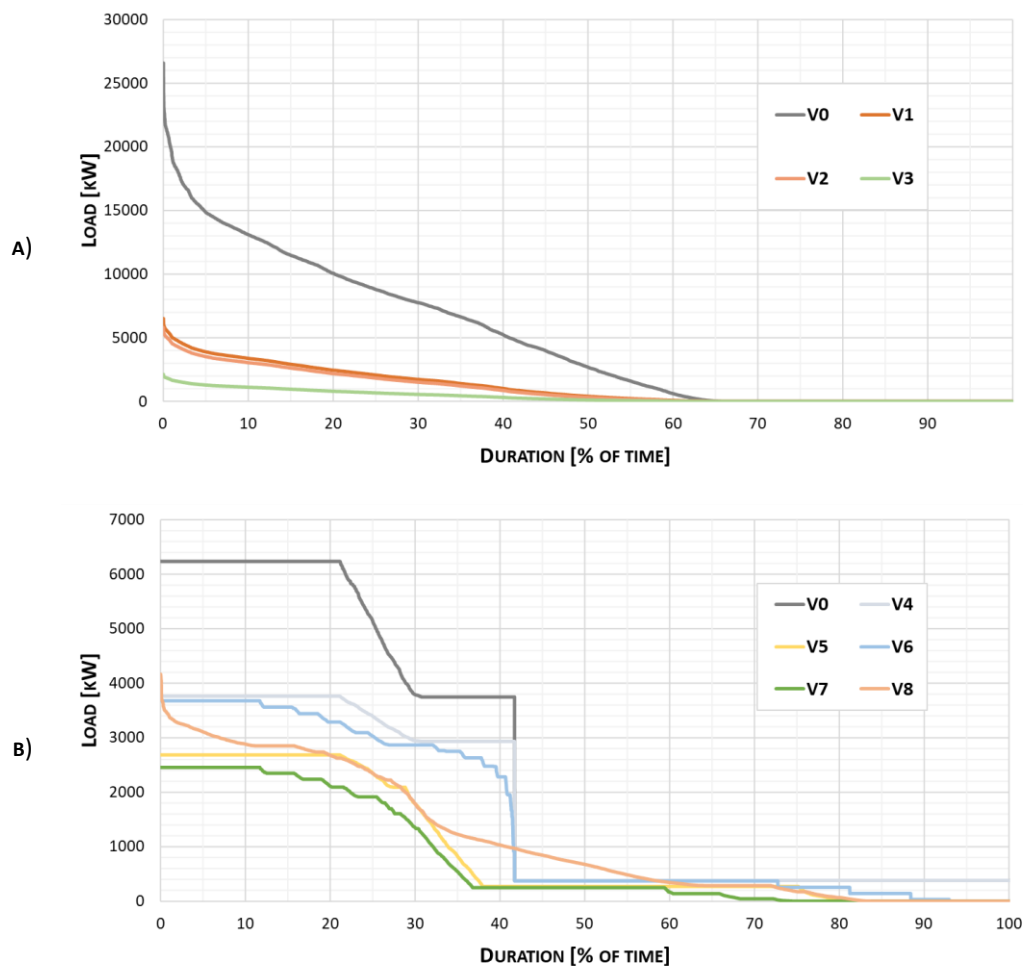 30000
25000
20000
15000
10000
5000
0
LOAD [KW]
A)
V0 V1
V2 V3
0 10 20 30 40 50 60 70 80 90
DURATION [% OF TIME]
7000
6000
5000
4000
3000
2000
1000
0
LOAD [KW]
B)
V0 V4
V5 V6
V7 V8
0 10 20 30 40 50 60 70 80 90 100
DURATION [% OF TIME]